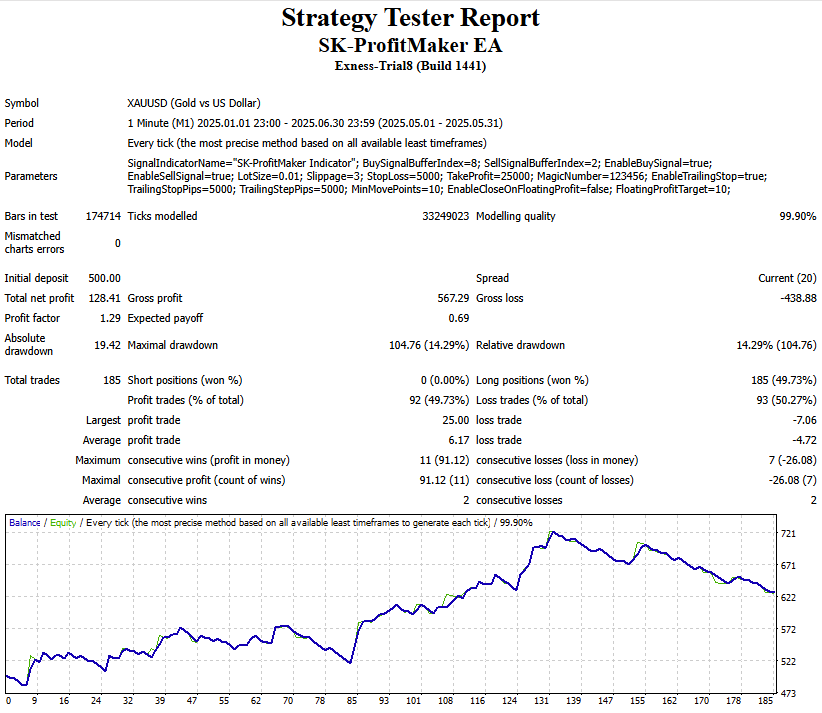 Strategy Tester Report
SK-ProfitMaker EA
Exness-Trial8 (Build 1441)
Symbol XAUUSD (Gold vs US Dollar)
Period 1 Minute (M1) 2025.01.01 23:00 - 2025.06.30 23:59 (2025.05.01 - 2025.05.31)
Model Every tick (the most precise method based on all available least timeframes)
Parameters SignalIndicatorName="SK-ProfitMaker Indicator"; BuySignalBufferIndex=8; SellSignalBufferIndex=2; EnableBuySignal=true;
EnableSellSignal=true; LotSize=0.01; Slippage=3; StopLoss=5000; TakeProfit=25000; MagicNumber=123456; EnableTrailingStop=true;
TrailingStopPips=5000; TrailingStepPips=5000; MinMovePoints=10; EnableCloseOnFloatingProfit=false; FloatingProfitTarget=10;
Bars in test 174714 Ticks modelled 33249023 Modelling quality 99.90%
Mismatched
charts errors 0
Initial deposit 500.00 Spread Current (20)
Total net profit 128.41 Gross profit 567.29 Gross loss -438.88
Profit factor 1.29 Expected payoff 0.69
Absolute
drawdown 19.42 Maximal drawdown 104.76 (14.29%) Relative drawdown 14.29% (104.76)
Total trades 185 Short positions (won %) 0 (0.00%) Long positions (won %) 185 (49.73%)
Profit trades (% of total) 92 (49.73%) Loss trades (% of total) 93 (50.27%)
Largest profit trade 25.00 loss trade -7.06
Average profit trade 6.17 loss trade -4.72
Maximum consecutive wins (profit in money) 11 (91.12) consecutive losses (loss in money) 7 (-26.08)
Maximal consecutive profit (count of wins) 91.12 (11) consecutive loss (count of losses) -26.08 (7)
Average consecutive wins 2 consecutive losses 2
Balance / Equity / Every tick (the most precise method based on all available least timeframes to generate each tick) / 99.90%
721
671
622
572
522
473
0 9 16 24 32 39 47 55 62 70 78 85 93 101 108 116 124 131 139 147 155 162 170 178 185